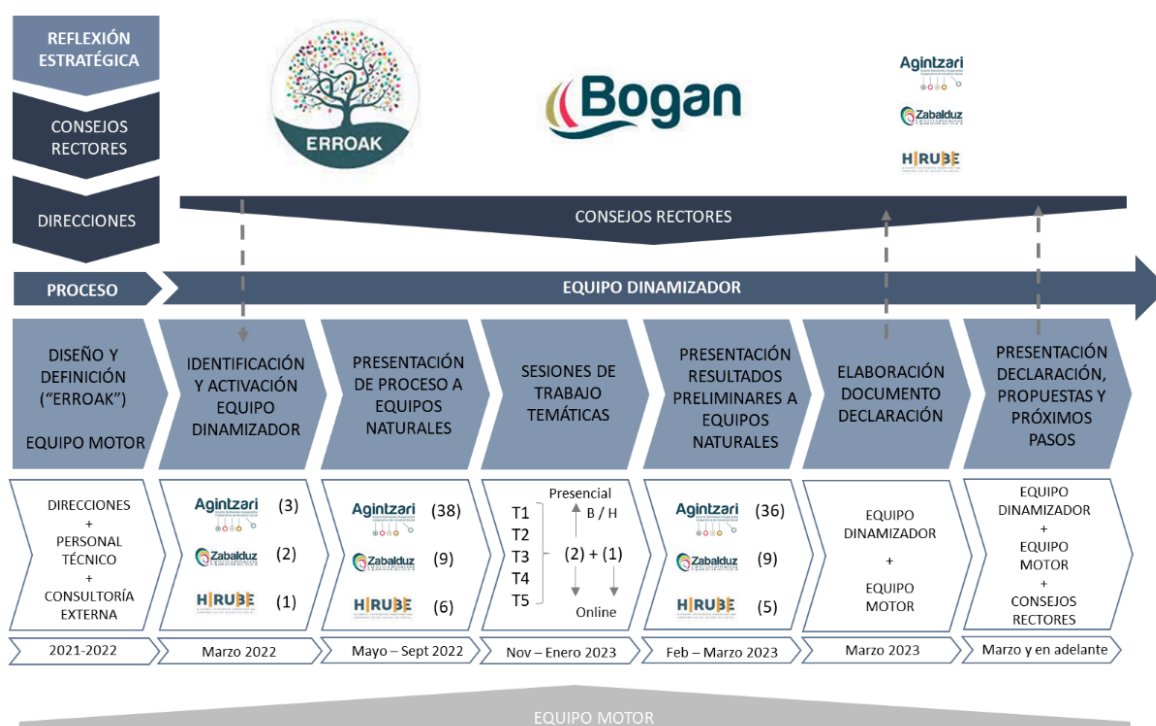 REFLEXIÓN
ESTRATÉGICA
CONSEJOS
RECTORES
DIRECCIONES
ERROAK
Bogan
Agintzari
Zabalduz
HIRUBE
CONSEJOS RECTORES
PROCESO
EQUIPO DINAMIZADOR
DISEÑO Y
DEFINICIÓN
(“ERROAK”)
EQUIPO MOTOR
IDENTIFICACIÓN
Y ACTIVACIÓN
EQUIPO
DINAMIZADOR
PRESENTACIÓN
DE PROCESO A
EQUIPOS
NATURALES
SESIONES DE
TRABAJO
TEMÁTICAS
PRESENTACIÓN
RESULTADOS
PRELIMINARES A
EQUIPOS
NATURALES
ELABORACIÓN
DOCUMENTO
DECLARACIÓN
PRESENTACIÓN
DECLARACIÓN,
PROPUESTAS Y
PRÓXIMOS
PASOS
DIRECCIONES
+
PERSONAL
TÉCNICO
+
CONSULTORÍA
EXTERNA
Agintzari (3)
Zabalduz (2)
HIRUBE (1)
Agintzari (38)
Zabalduz (9)
HIRUBE (6)
Presencial
B / H
T1
T2
T3
T4
T5
(2) + (1)
Online
Agintzari (36)
Zabalduz (9)
HIRUBE (5)
EQUIPO
DINAMIZADOR
+
EQUIPO
MOTOR
EQUIPO
DINAMIZADOR
+
EQUIPO
MOTOR
+
CONSEJOS
RECTORES
2021-2022
Marzo 2022
Mayo – Sept 2022
Nov – Enero 2023
Feb – Marzo 2023
Marzo 2023
Marzo y en adelante
EQUIPO MOTOR